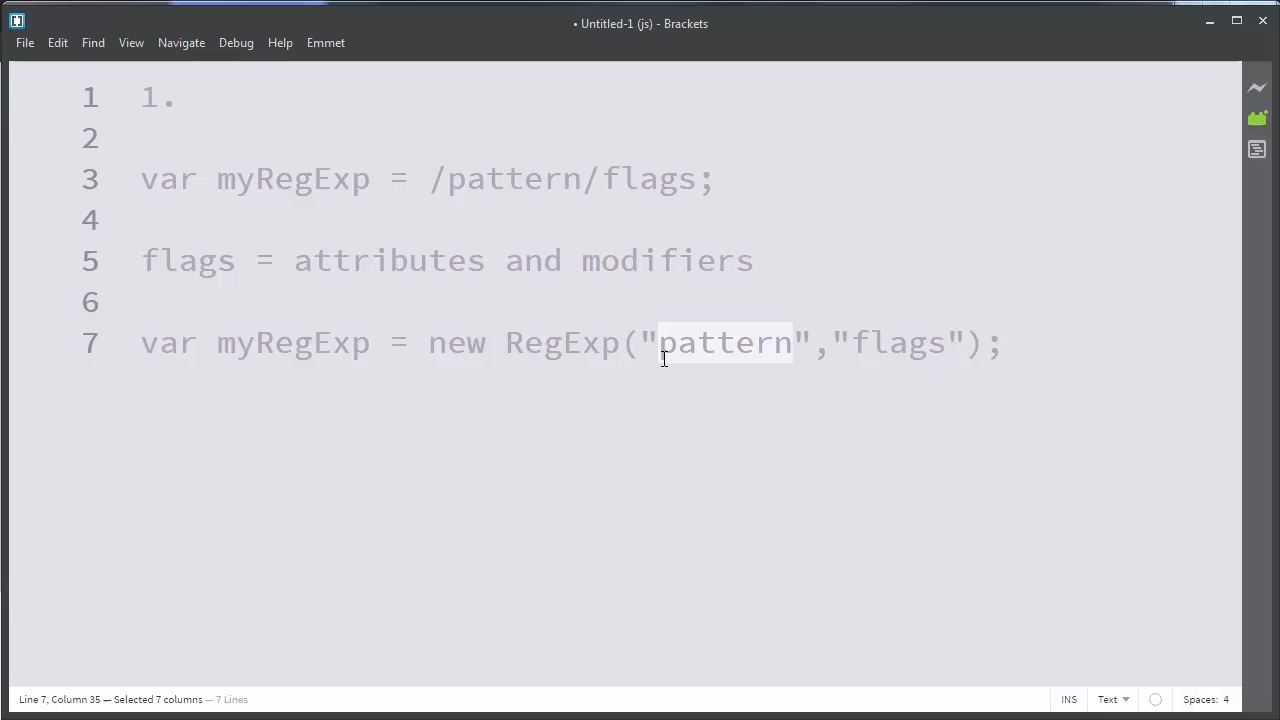 • Untitled-1 (js) - Brackets
File Edit Find View Navigate Debug Help Emmet
1 1.
2
3 var myRegExp = /pattern/flags;
4
5 flags = attributes and modifiers
6
7 var myRegExp = new RegExp("pattern","flags");
Line 7, Column 35 — Selected 7 columns — 7 Lines INS Text Spaces: 4